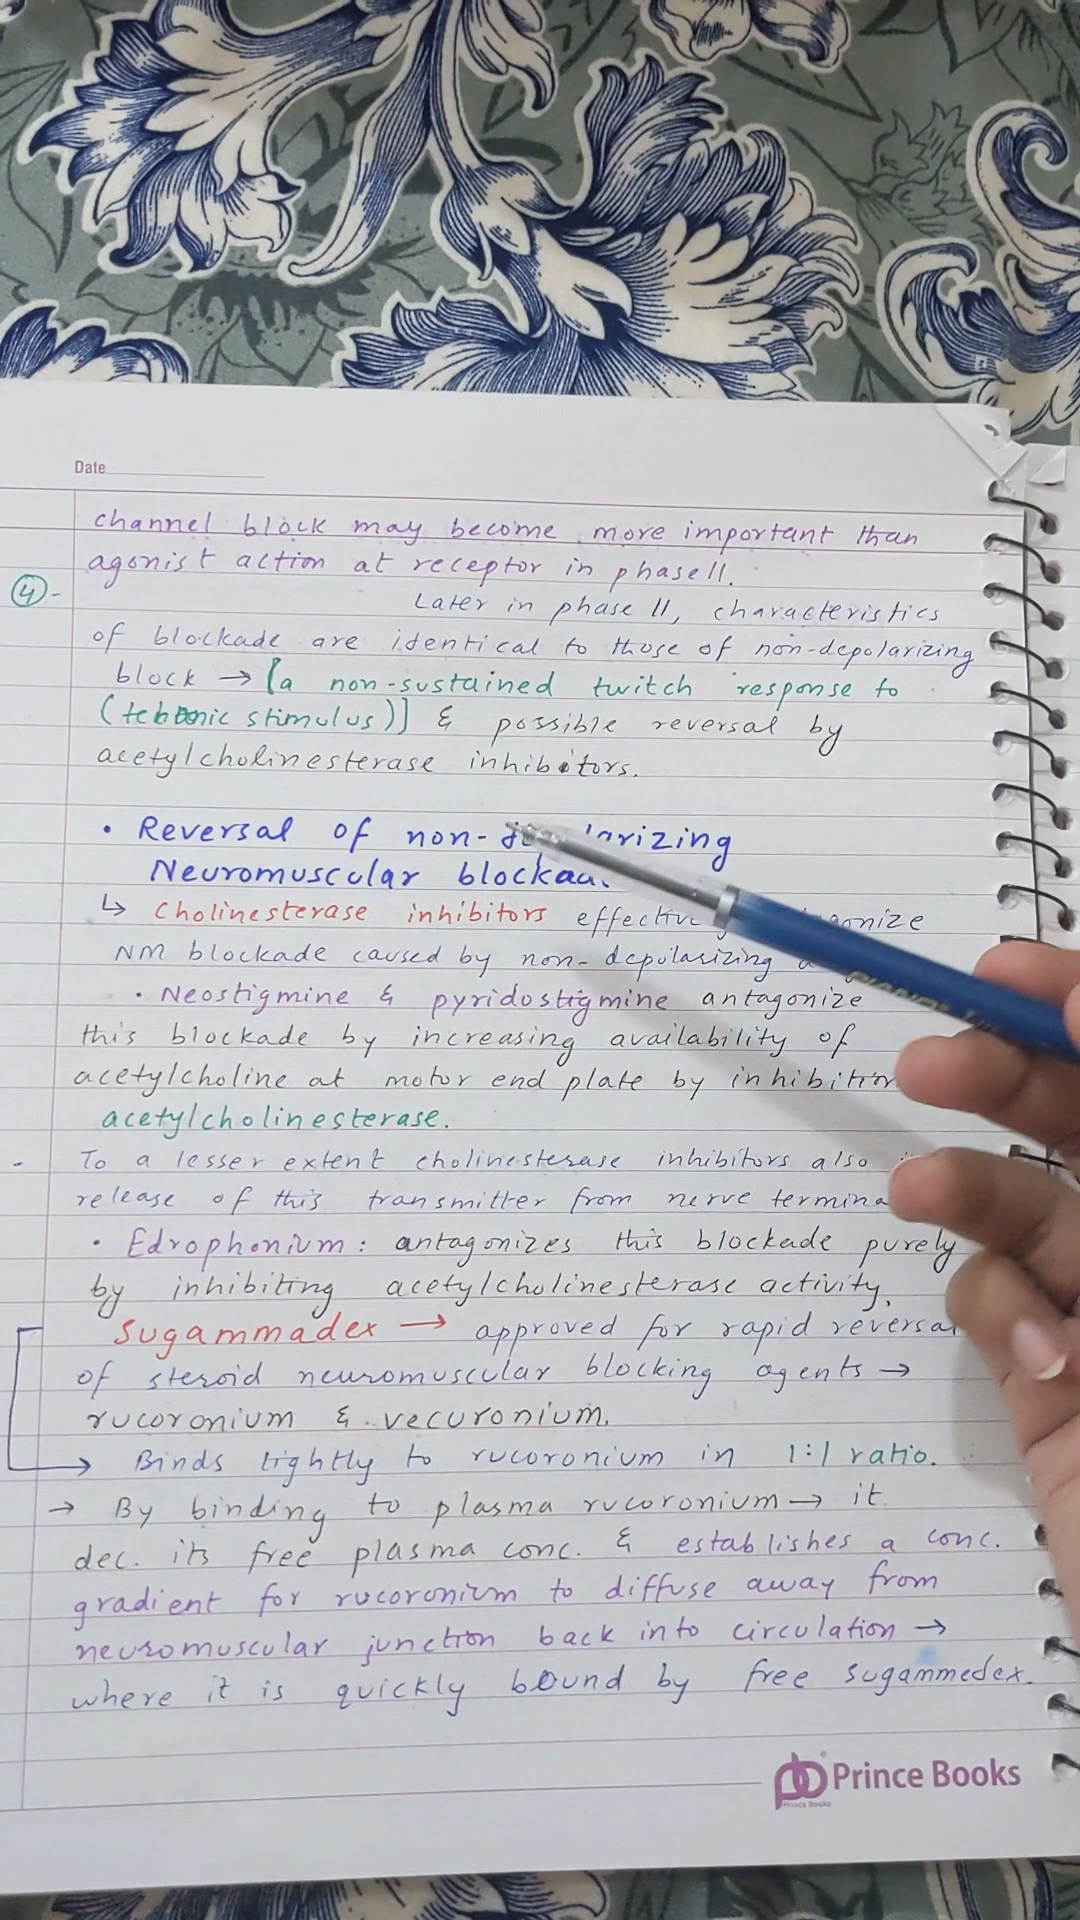 Date
channel block may become more important than
agonist action at receptor in phase II.
4 -
Later in phase II, characteristics
of blockade are identical to those of non-depolarizing
block → [a non-sustained twitch response to
(tetonic stimulus)] & possible reversal by
acetylcholinesterase inhibitors.
• Reversal of non-
Neuromuscular
↳ Cholinesterase inhibitors
NM blockade caused by non-depolarizing
• Neostigmine & pyridostigmine antagonize
this blockade by increasing availability of
acetylcholine at motor end plate by
acetylcholinesterase.
- To a lesser extent cholinesterase inhibitors also
release of this transmitter from nerve
• Edrophonium: antagonizes this blockade purely
by inhibiting acetylcholinesterase activity.
Sugammadex → approved for rapid
of steroid neuromuscular blocking agents →
rucoronium & vecuronium.
→ Binds tightly to rucoronium in 1:1 ratio.
→ By binding to plasma rucoronium → it
dec. its free plasma conc. & establishes a conc.
gradient for rucoronium to diffuse away from
neuromuscular junction back into circulation →
where it is quickly bound by free sugammedex.
Prince Books
Prince Books